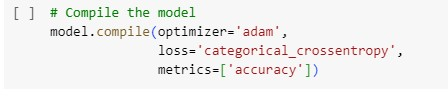 [ ] # Compile the model
model.compile(optimizer='adam',
loss='categorical_crossentropy',
metrics=['accuracy'])